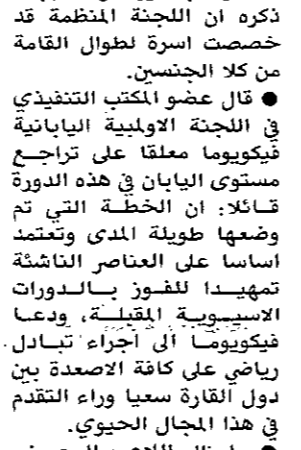 ذكره ان اللجنة المنظمة قد
خصصت اسرة لطوال القامة
من كلا الجنسين.
● قال عضو المكتب التنفيذي
في اللجنة الاولمبية اليابانية
فيكويوما معلقا على تراجع
مستوى اليابان في هذه الدورة
قائلا: ان الخطة التي تم
وضعها طويلة المدى وتعتمد
اساسا على العناصر الناشئة
تمهيدا للفوز بالدورات
الاسيوية المقبلة، ودعا
فيكويوما الى اجراء تبادل
رياضي على كافة الاصعدة بين
دول القارة سعيا وراء التقدم
في هذا المجال الحيوي.